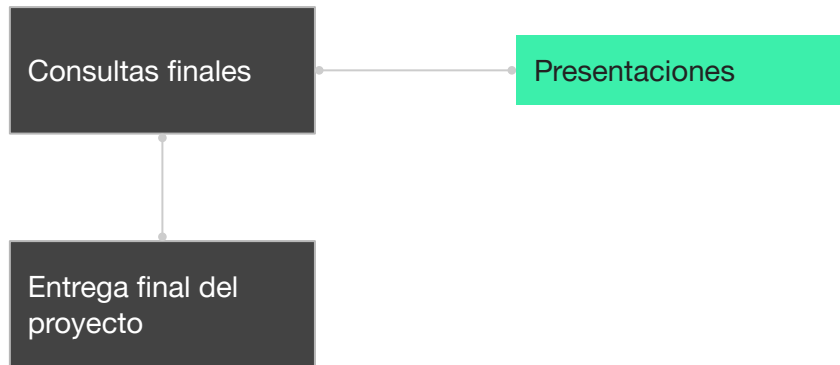 Consultas finales
Presentaciones
Entrega final del
proyecto